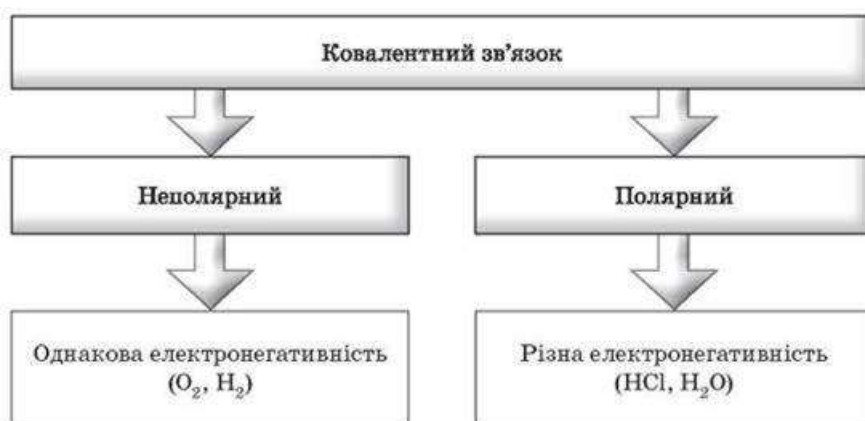 Ковалентний зв'язок
Неполярний
Полярний
Однакова електронегативність
(O₂, H₂)
Різна електронегативність
(HCl, H₂O)